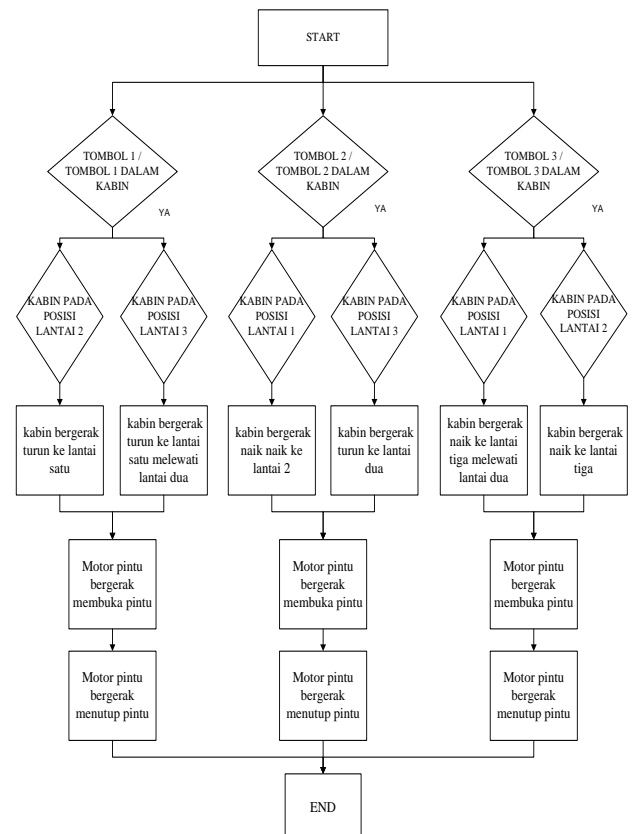 START
TOMBOL 1 /
TOMBOL 1 DALAM
KABIN
YA
TOMBOL 2 /
TOMBOL 2 DALAM
KABIN
YA
TOMBOL 3 /
TOMBOL 3 DALAM
KABIN
YA
KABIN PADA
POSISI
LANTAI 2
KABIN PADA
POSISI
LANTAI 3
KABIN PADA
POSISI
LANTAI 1
KABIN PADA
POSISI
LANTAI 3
KABIN PADA
POSISI
LANTAI 1
KABIN PADA
POSISI
LANTAI 2
kabin bergerak
turun ke lantai
satu
kabin bergerak
turun ke lantai
satu melewati
lantai dua
kabin bergerak
naik naik ke
lantai 2
kabin bergerak
turun ke lantai
dua
kabin bergerak
naik ke lantai
tiga melewati
lantai dua
kabin bergerak
naik ke lantai
tiga
Motor pintu
bergerak
membuka pintu
Motor pintu
bergerak
membuka pintu
Motor pintu
bergerak
membuka pintu
Motor pintu
bergerak
menutup pintu
Motor pintu
bergerak
menutup pintu
Motor pintu
bergerak
menutup pintu
END